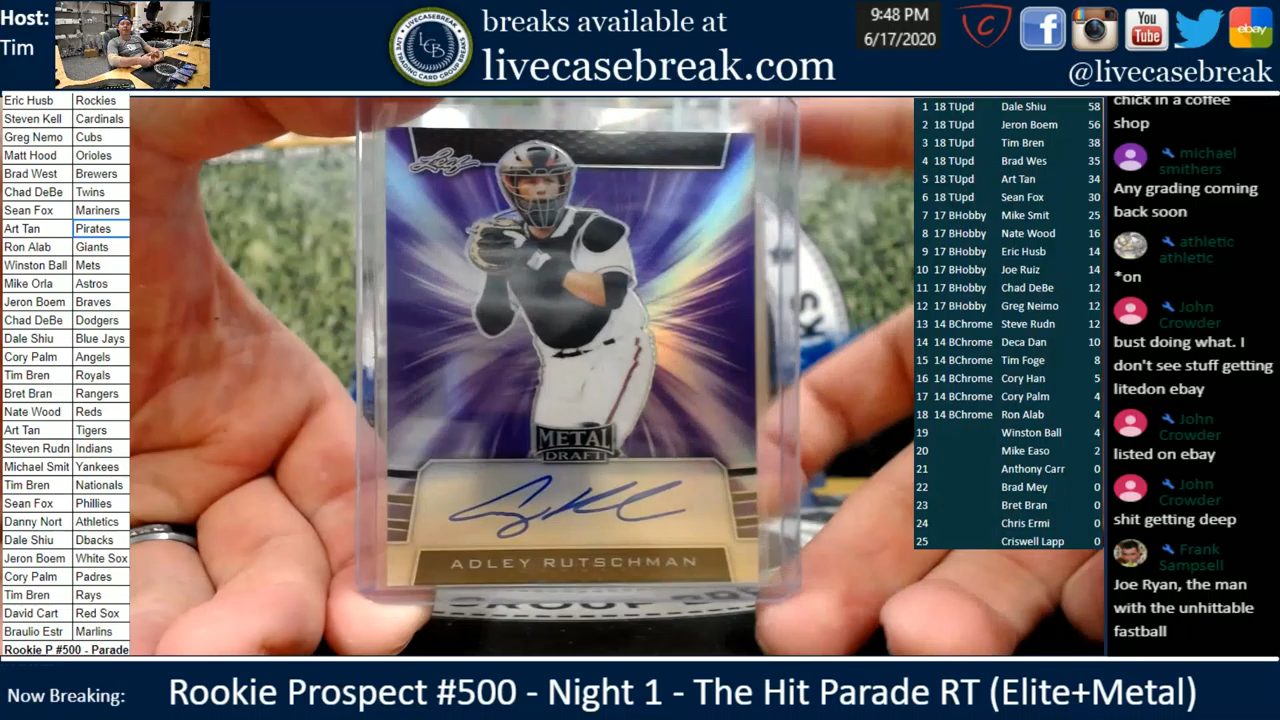 Host:
Tim
LIVECASEBREAK
LCB
LIVE TRADING CARD GROUP BREAKS
breaks available at
livecasebreak.com
9:48 PM
6/17/2020
You
Tube
ebay
@livecasebreak
Eric Husb Rockies
Steven Kell Cardinals
Greg Nemo Cubs
Matt Hood Orioles
Brad West Brewers
Chad DeBe Twins
Sean Fox Mariners
Art Tan Pirates
Ron Alab Giants
Winston Ball Mets
Mike Orla Astros
Jeron Boem Braves
Chad DeBe Dodgers
Dale Shiu Blue Jays
Cory Palm Angels
Tim Bren Royals
Bret Bran Rangers
Nate Wood Reds
Art Tan Tigers
Steven Rudn Indians
Michael Smit Yankees
Tim Bren Nationals
Sean Fox Phillies
Danny Nort Athletics
Dale Shiu Dbacks
Jeron Boem White Sox
Cory Palm Padres
Tim Bren Rays
David Cart Red Sox
Braulio Estr Marlins
Rookie P #500 - Parade
Leaf
METAL
DRAFT
ADLEY RUTSCHMAN
1 18 TUpd Dale Shiu 58
2 18 TUpd Jeron Boem 56
3 18 TUpd Tim Bren 38
4 18 TUpd Brad Wes 35
5 18 TUpd Art Tan 34
6 18 TUpd Sean Fox 30
7 17 BHobby Mike Smit 25
8 17 BHobby Nate Wood 16
9 17 BHobby Eric Husb 14
10 17 BHobby Joe Ruiz 14
11 17 BHobby Chad DeBe 12
12 17 BHobby Greg Neimo 12
13 14 BChrome Steve Rudn 12
14 14 BChrome Deca Dan 10
15 14 BChrome Tim Foge 8
16 14 BChrome Cory Han 5
17 14 BChrome Cory Palm 4
18 14 BChrome Ron Alab 4
19 Winston Ball 4
20 Mike Easo 2
21 Anthony Carr 0
22 Brad Mey 0
23 Bret Bran 0
24 Chris Ermi 0
25 Criswell Lapp 0
chick in a coffee
shop
michael
smithers
Any grading coming
back soon
athletic
athletic
*on
John
Crowder
bust doing what. I
don't see stuff getting
litedon ebay
John
Crowder
listed on ebay
John
Crowder
shit getting deep
Frank
Sampsell
Joe Ryan, the man
with the unhittable
fastball
Now Breaking:
Rookie Prospect #500 - Night 1 - The Hit Parade RT (Elite+Metal)